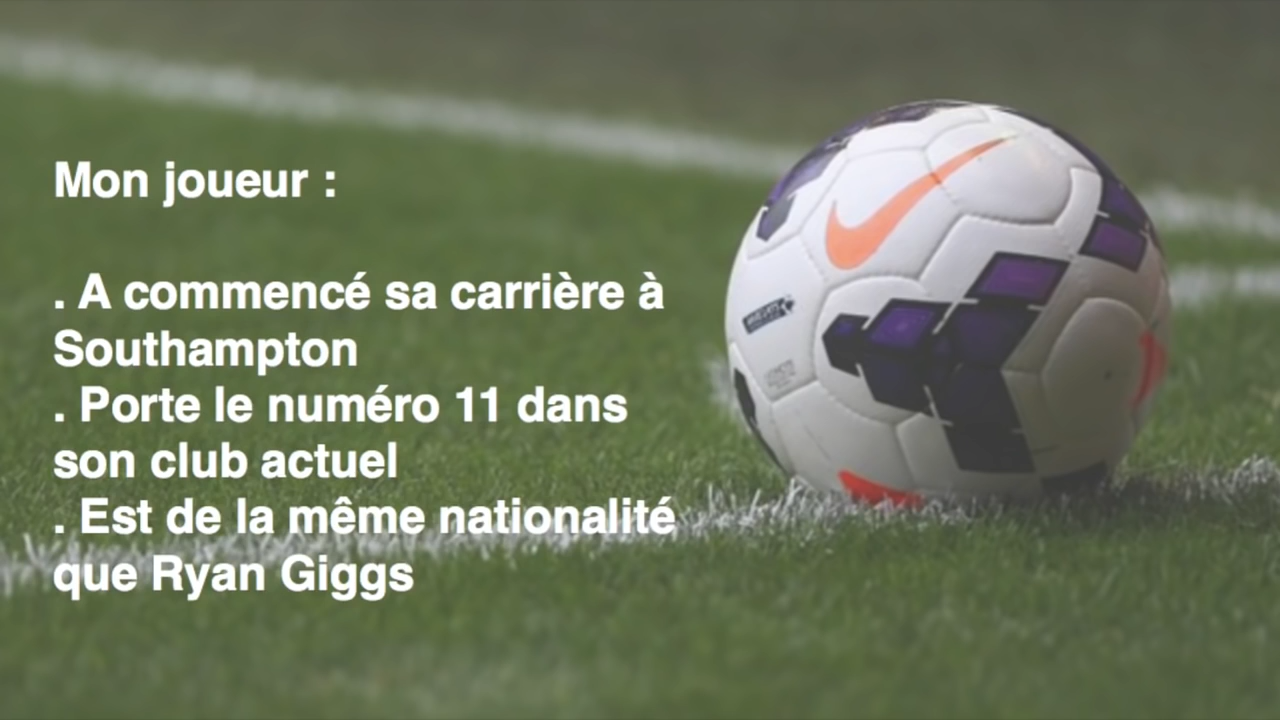 Mon joueur :
. A commencé sa carrière à
Southampton
. Porte le numéro 11 dans
son club actuel
. Est de la même nationalité
que Ryan Giggs